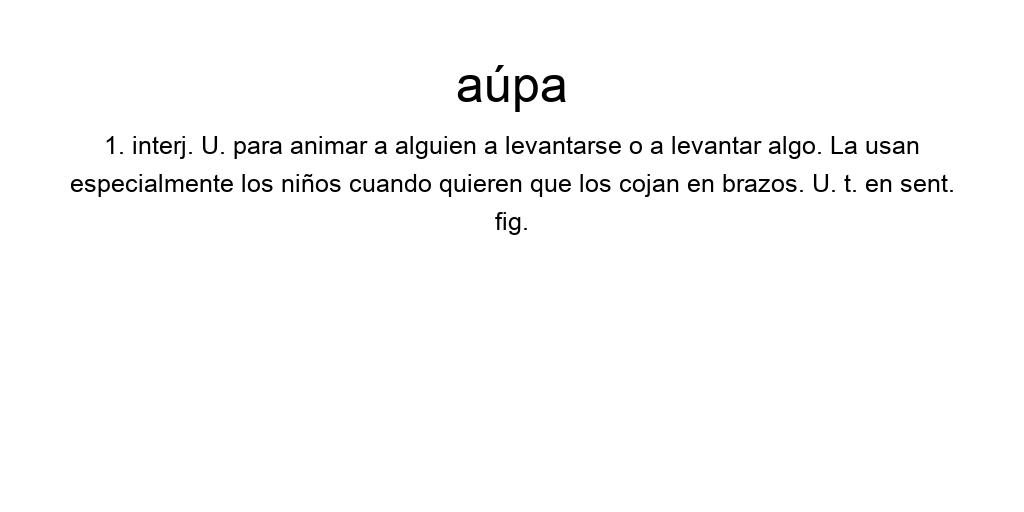 aúpa
1. interj. U. para animar a alguien a levantarse o a levantar algo. La usan
especialmente los niños cuando quieren que los cojan en brazos. U. t. en sent.
fig.